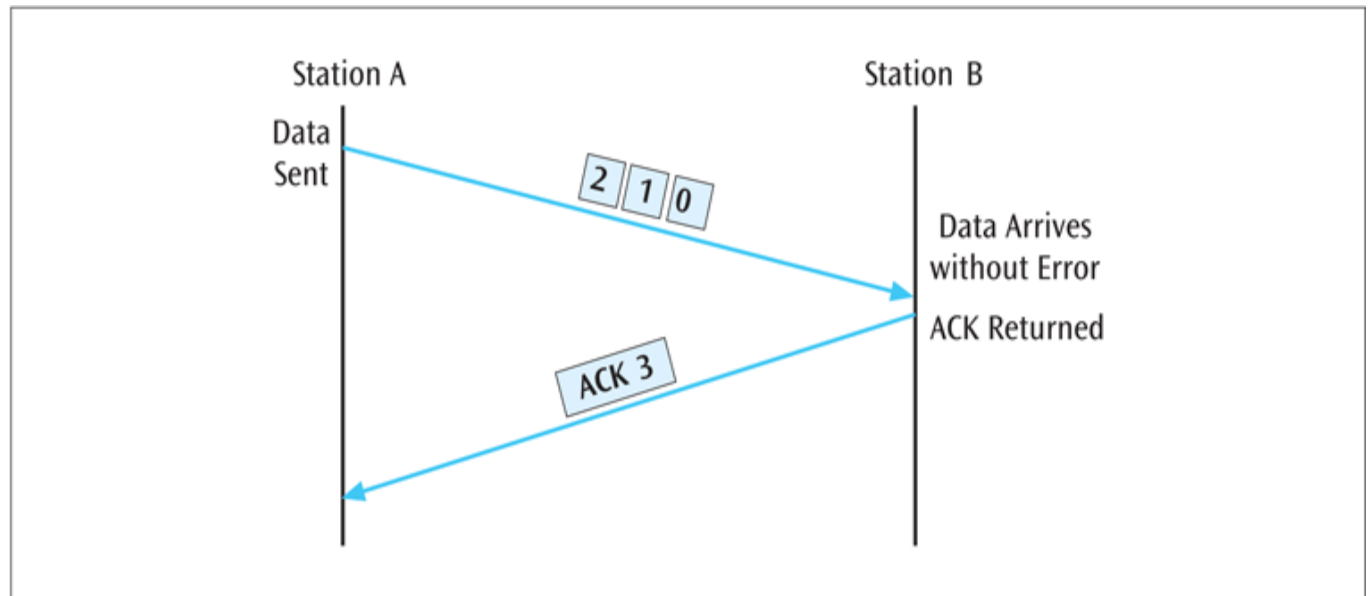 Station A
Station B
Data
Sent
2 1 0
Data Arrives
without Error
ACK Returned
ACK 3